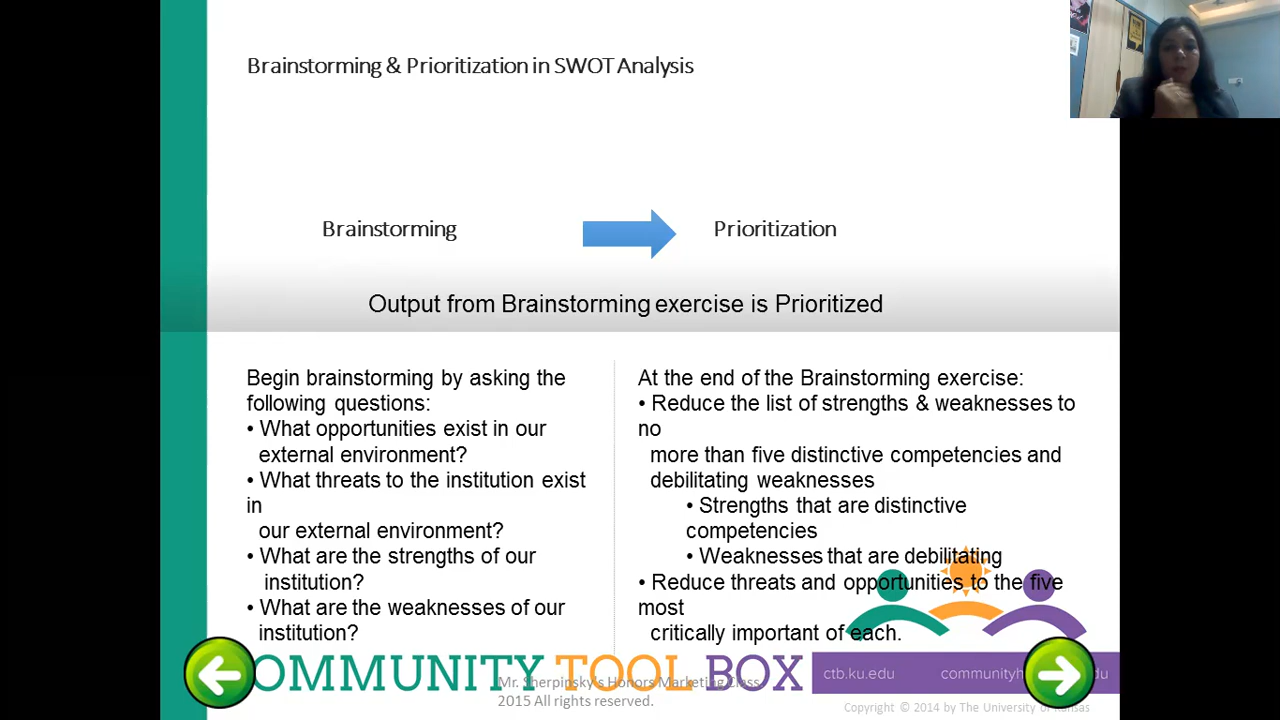 Brainstorming & Prioritization in SWOT Analysis
Brainstorming
Prioritization
Output from Brainstorming exercise is Prioritized
Begin brainstorming by asking the
following questions:
• What opportunities exist in our
external environment?
• What threats to the institution exist
in
our external environment?
• What are the strengths of our
institution?
• What are the weaknesses of our
institution?
At the end of the Brainstorming exercise:
• Reduce the list of strengths & weaknesses to
no
more than five distinctive competencies and
debilitating weaknesses
• Strengths that are distinctive
competencies
• Weaknesses that are debilitating
• Reduce threats and opportunities to the five
most
critically important of each.
OMMUNITY TOOL BOX
ctb.ku.edu
Mr. Sherpinsky's Honors Marketing Class
2015 All rights reserved.
Copyright © 2014 by The University of Kansas